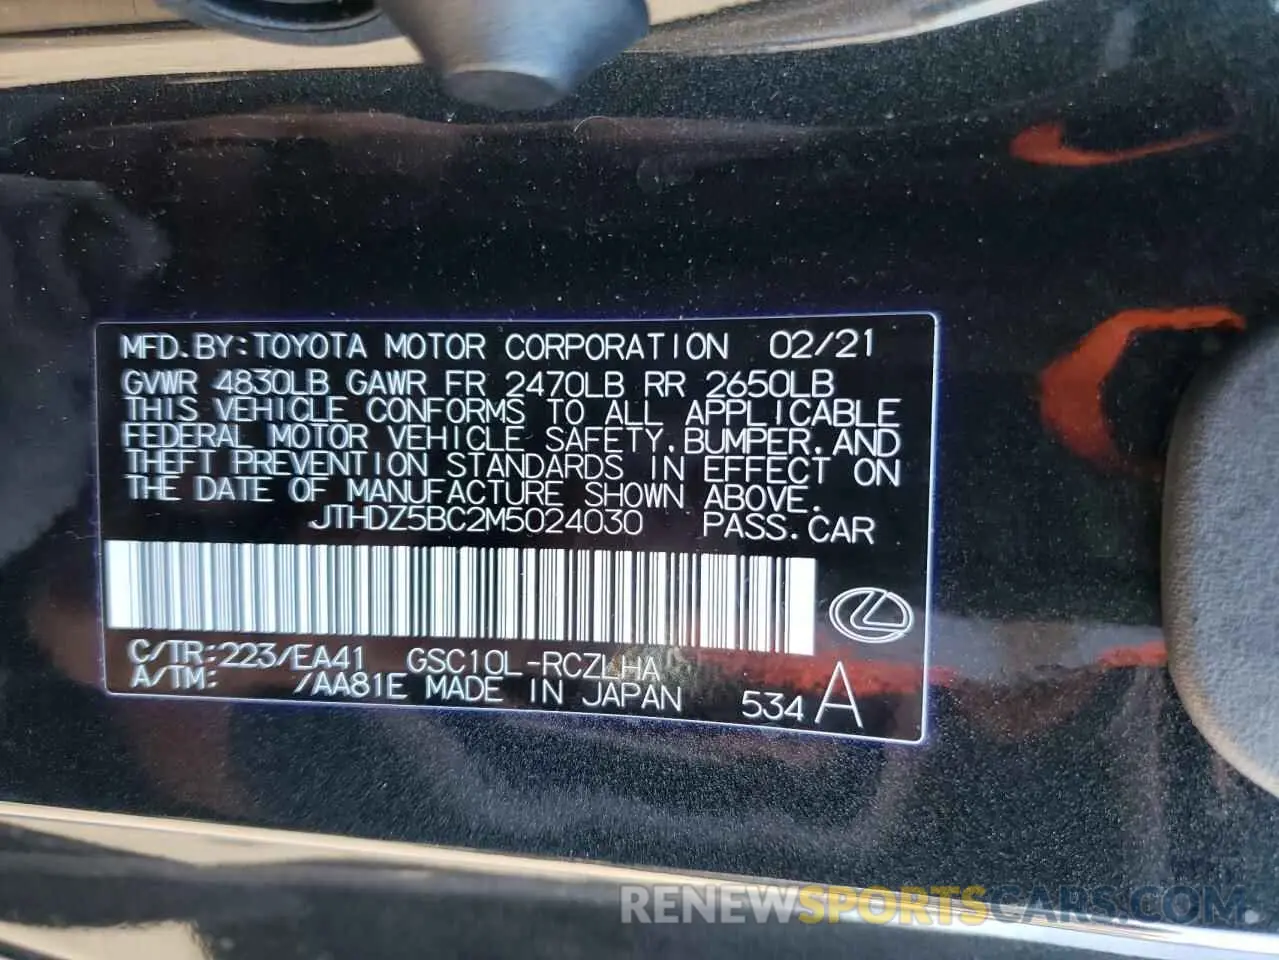 MFD. BY: TOYOTA MOTOR CORPORATION 02/21
GVWR 4830LB GAWR FR 2470LB RR 2650LB
THIS VEHICLE CONFORMS TO ALL APPLICABLE
FEDERAL MOTOR VEHICLE SAFETY, BUMPER, AND
THEFT PREVENTION STANDARDS IN EFFECT ON
THE DATE OF MANUFACTURE SHOWN ABOVE.
JTHDZ5BC2M5024030 PASS. CAR
C/TR: 223/EA41 GSC10L-RCZLHA
A/TM: /AA81E MADE IN JAPAN 534 A
RENEWSPORTSCARS.COM